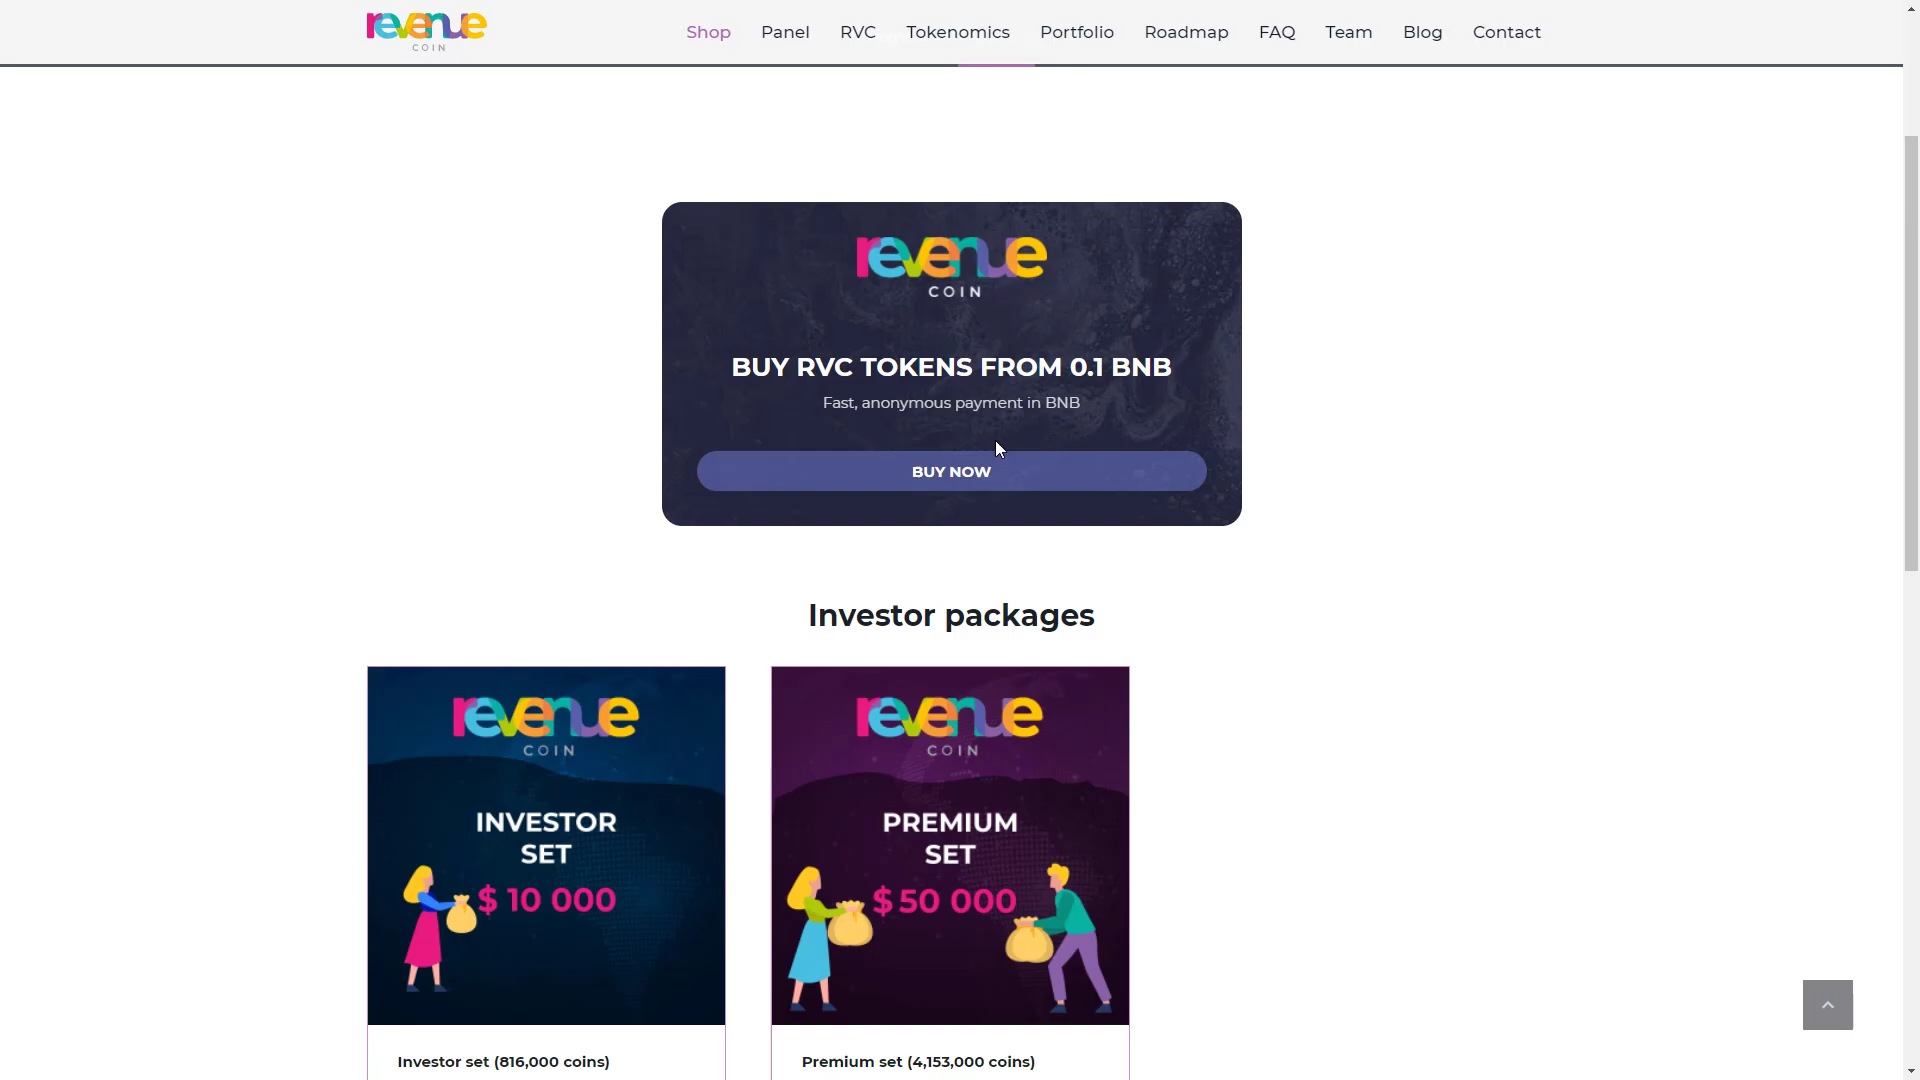 revenue
COIN
Shop
Panel
RVC
Tokenomics
Portfolio
Roadmap
FAQ
Team
Blog
Contact
revenue
COIN
BUY RVC TOKENS FROM 0.1 BNB
Fast, anonymous payment in BNB
BUY NOW
Investor packages
revenue
COIN
INVESTOR
SET
$ 10 000
Investor set (816,000 coins)
revenue
COIN
PREMIUM
SET
$ 50 000
Premium set (4,153,000 coins)